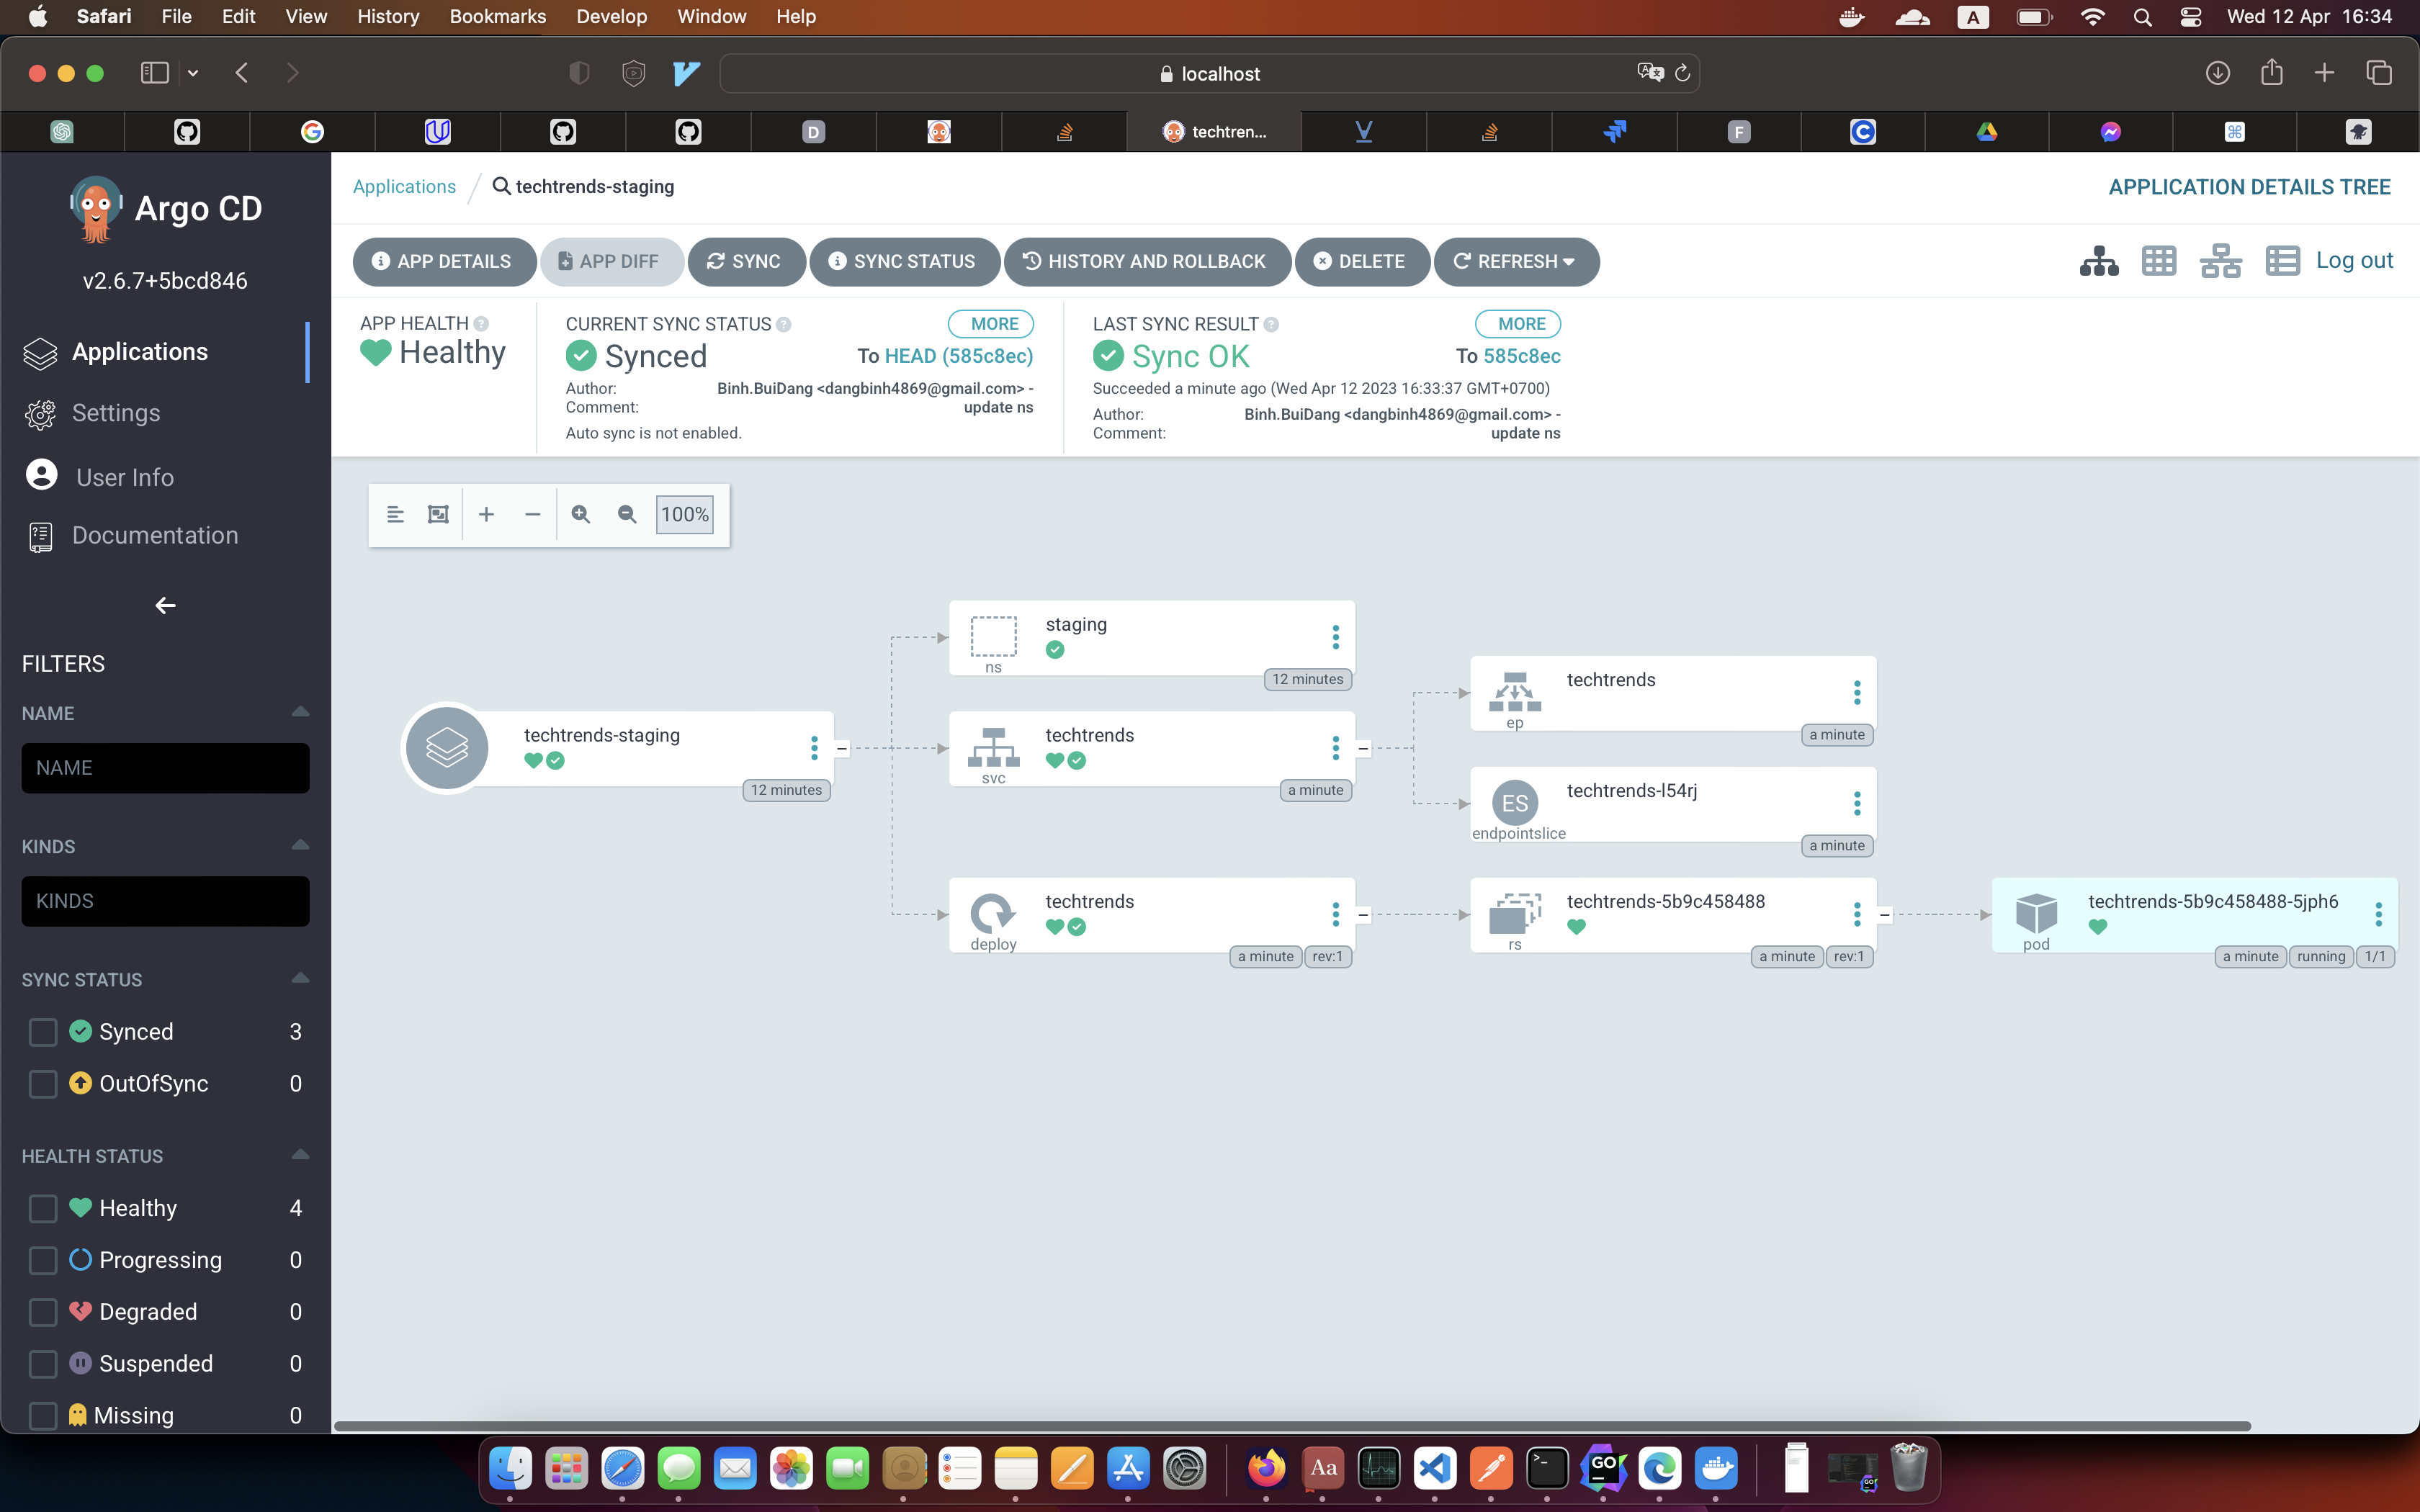 Safari File Edit View History Bookmarks Develop Window Help A Wed 12 Apr 16:34
localhost
D techtren... F
Argo CD
v2.6.7+5bcd846
Applications
Settings
User Info
Documentation
FILTERS
NAME
NAME
KINDS
KINDS
SYNC STATUS
Synced 3
OutOfSync 0
HEALTH STATUS
Healthy 4
Progressing 0
Degraded 0
Suspended 0
Missing 0
Applications / techtrends-staging
APPLICATION DETAILS TREE
APP DETAILS APP DIFF SYNC SYNC STATUS HISTORY AND ROLLBACK DELETE REFRESH
Log out
APP HEALTH
Healthy
CURRENT SYNC STATUS MORE
Synced To HEAD (585c8ec)
Author: Binh.BuiDang <dangbinh4869@gmail.com> -
Comment: update ns
Auto sync is not enabled.
LAST SYNC RESULT MORE
Sync OK To 585c8ec
Succeeded a minute ago (Wed Apr 12 2023 16:33:37 GMT+0700)
Author: Binh.BuiDang <dangbinh4869@gmail.com> -
Comment: update ns
100%
techtrends-staging
12 minutes
staging
ns
12 minutes
techtrends
svc
a minute
techtrends
ep
a minute
ES
techtrends-l54rj
endpointslice
a minute
techtrends
deploy
a minute rev:1
techtrends-5b9c458488
rs
a minute rev:1
techtrends-5b9c458488-5jph6
pod
a minute running 1/1
Aa
GO